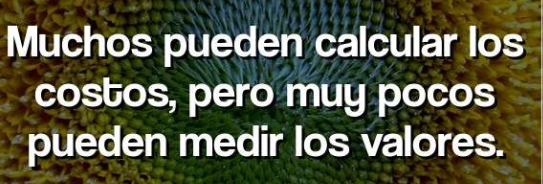 Muchos pueden calcular los
costos, pero muy pocos
pueden medir los valores.